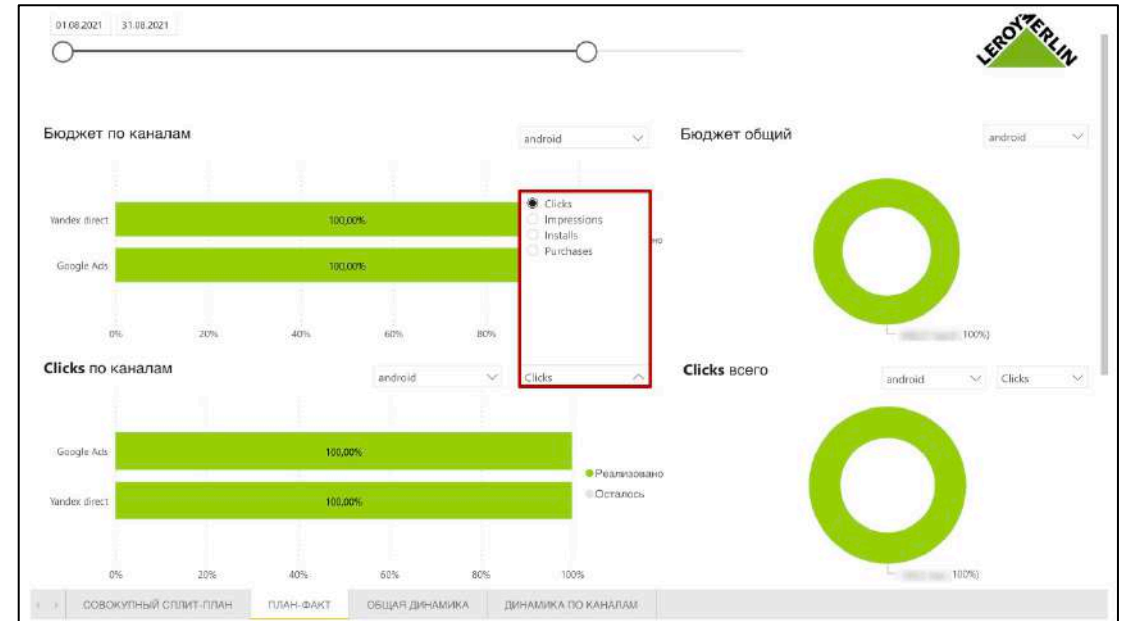 01.08.2021 31.08.2021
LEROY MERLIN
Бюджет по каналам
android
Бюджет общий
android
Yandex direct
100,00%
Google Ads
100,00%
0% 20% 40% 60% 80%
Clicks
Impressions
Installs
Purchases
но
100%)
Clicks по каналам
android
Clicks
Clicks всего
android
Clicks
Google Ads
100,00%
Yandex direct
100,00%
Реализовано
Осталось
0% 20% 40% 60% 80% 100%
100%)
СОВОКУПНЫЙ СПЛИТ-ПЛАН ПЛАН-ФАКТ ОБЩАЯ ДИНАМИКА ДИНАМИКА ПО КАНАЛАМ